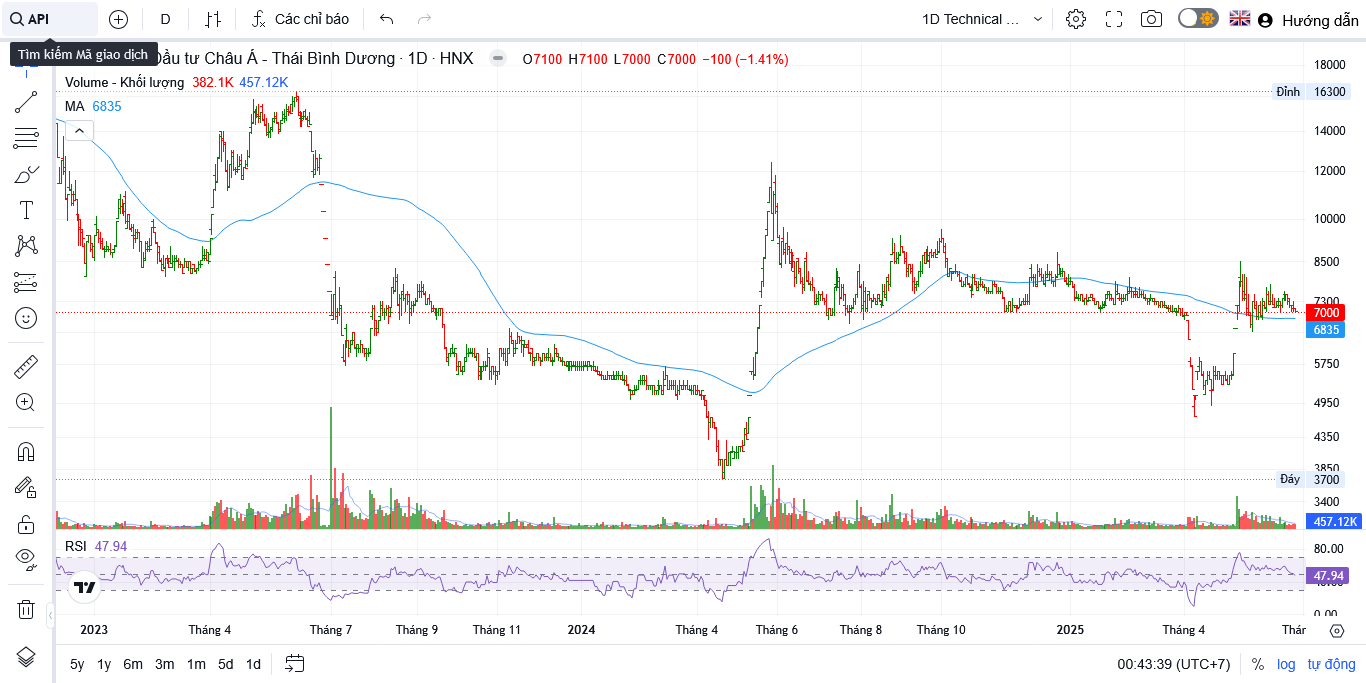 API
D
Các chỉ báo
1D Technical ...
Hướng dẫn
Tìm kiếm Mã giao dịch
Đầu tư Châu Á - Thái Bình Dương · 1D · HNX
O7100 H7100 L7000 C7000 −100 (−1.41%)
Volume - Khối lượng 382.1K 457.12K
MA 6835
18000
Đỉnh 16300
14000
12000
10000
8500
7300
7000
6835
5750
4950
4350
3850
Đáy 3700
3400
457.12K
RSI 47.94
80.00
47.94
40.00
0.00
2023 Tháng 4 Tháng 7 Tháng 9 Tháng 11 2024 Tháng 4 Tháng 6 Tháng 8 Tháng 10 2025 Tháng 4 Thár
5y 1y 6m 3m 1m 5d 1d
00:43:39 (UTC+7) % log tự động